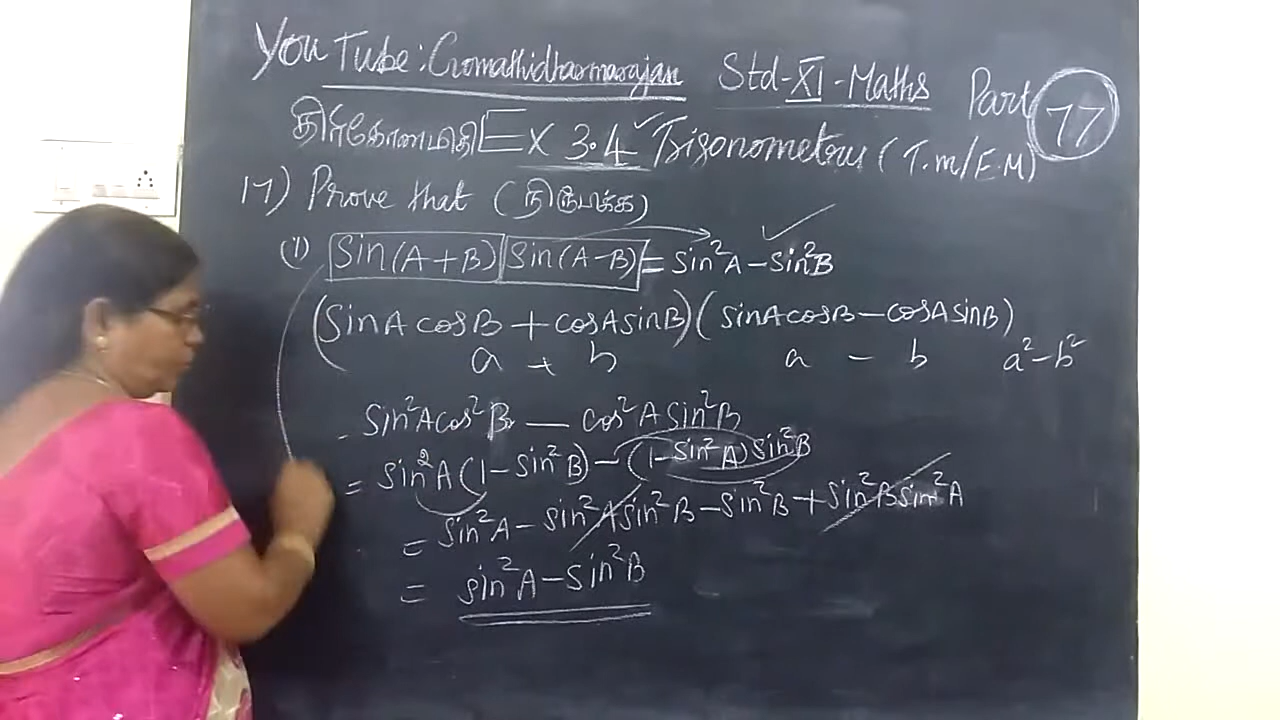 YouTube: Gomathidharmarajan Std-XI-Maths Part 77
திரிகோணமிதி Ex 3.4 ✓ Trigonometry (T.M/E.M)
17) Prove that (நிரூபிக்க)
(i) Sin(A+B) Sin(A-B) = Sin²A - Sin²B ✓
(SinA cosB + cosA sinB)(sinA cosB - cosA sinB)
a + b a - b a² - b²
- Sin²A cos²B - cos²A sin²B
= Sin²A (1 - Sin²B) - (1 - Sin²A) sin²B
= Sin²A - Sin²A sin²B - Sin²B + Sin²B Sin²A
= sin²A - Sin²B